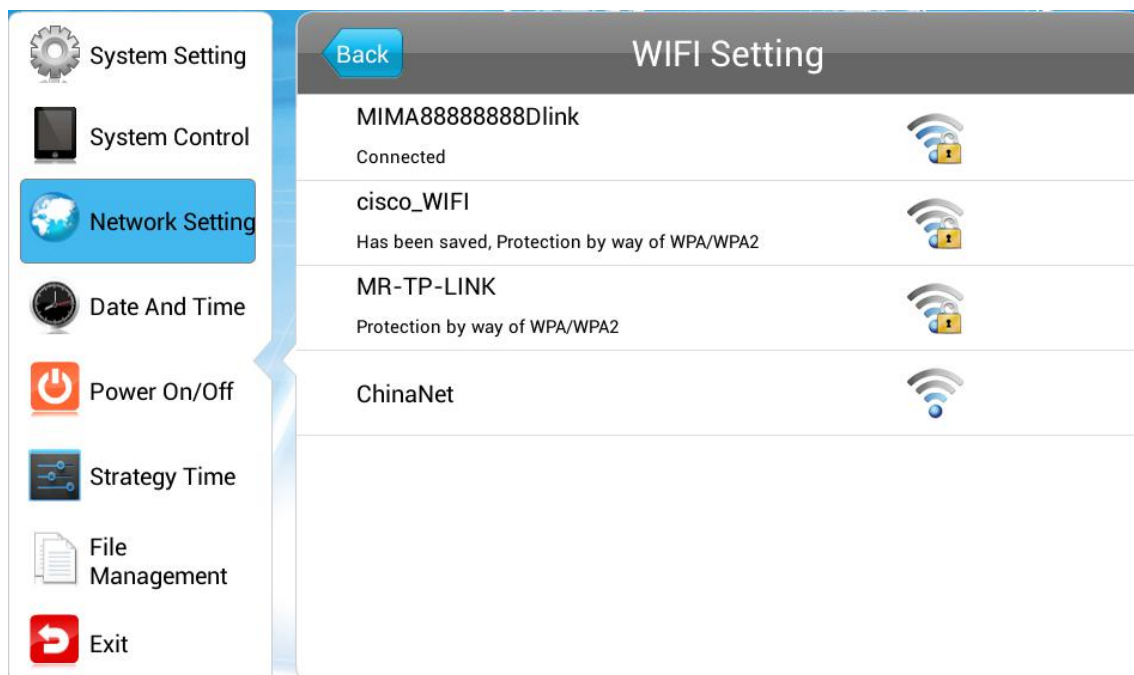 System Setting
System Control
Network Setting
Date And Time
Power On/Off
Strategy Time
File
Management
Exit
Back
WIFI Setting
MIMA88888888Dlink
Connected
cisco_WIFI
Has been saved, Protection by way of WPA/WPA2
MR-TP-LINK
Protection by way of WPA/WPA2
ChinaNet